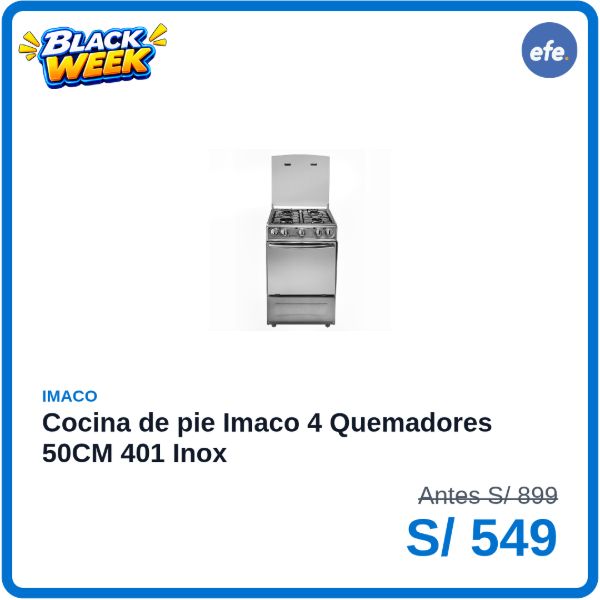 BLACK
WEEK
efe.
IMACO
Cocina de pie Imaco 4 Quemadores
50CM 401 Inox
Antes S/ 899
S/ 549